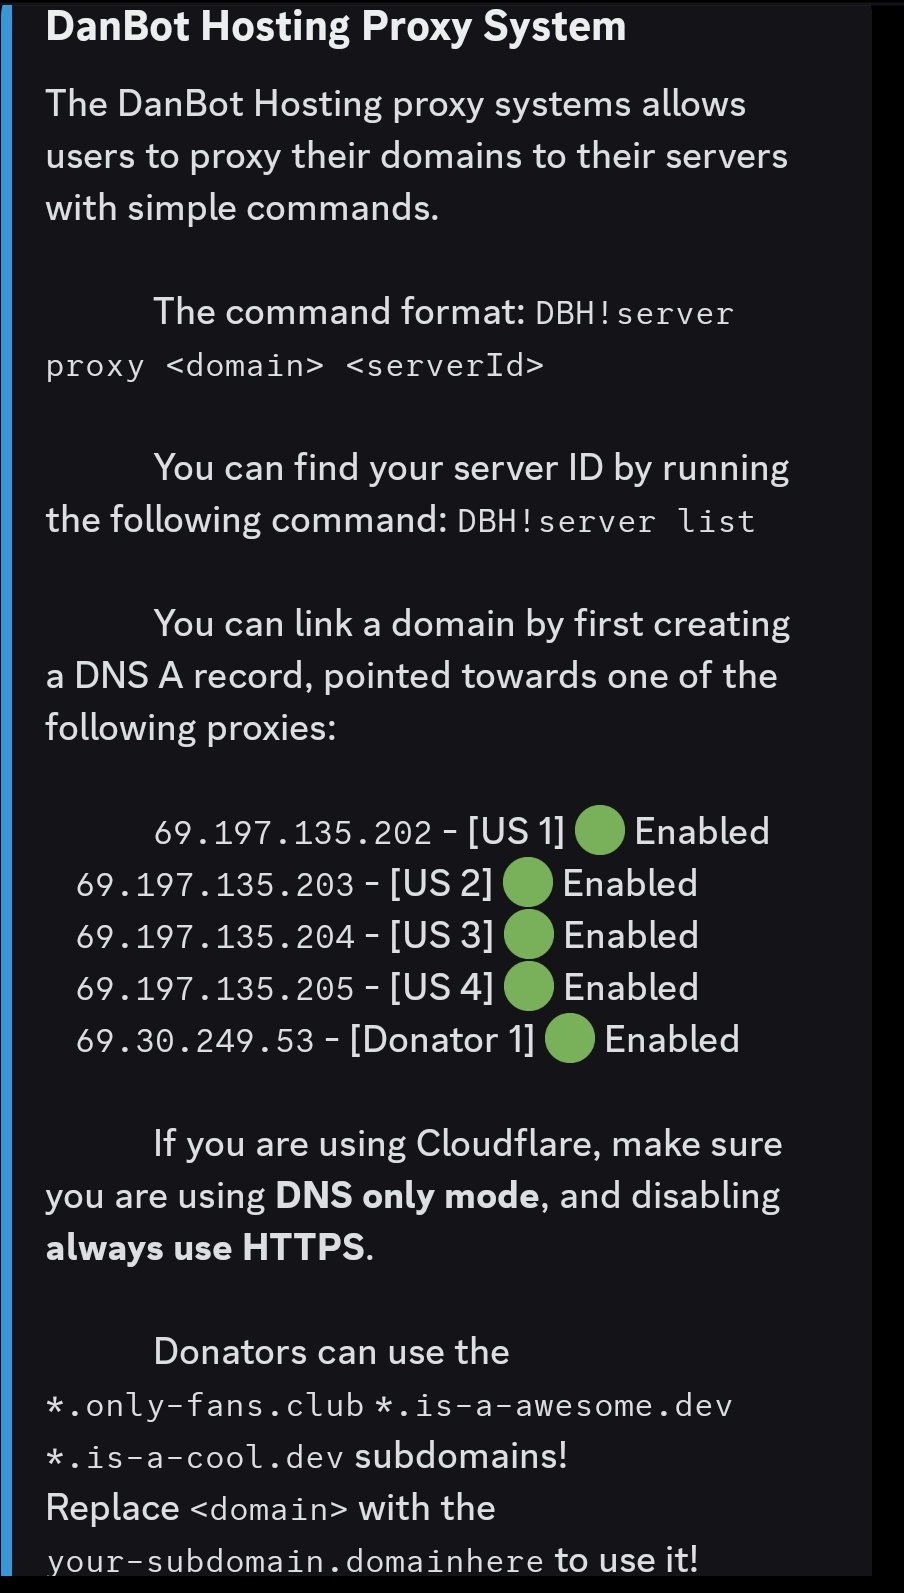 DanBot Hosting Proxy System
The DanBot Hosting proxy systems allows
users to proxy their domains to their servers
with simple commands.
The command format: DBH!server
proxy <domain> <serverId>
You can find your server ID by running
the following command: DBH!server list
You can link a domain by first creating
a DNS A record, pointed towards one of the
following proxies:
69.197.135.202 - [US 1] 🟢 Enabled
69.197.135.203 - [US 2] 🟢 Enabled
69.197.135.204 - [US 3] 🟢 Enabled
69.197.135.205 - [US 4] 🟢 Enabled
69.30.249.53 - [Donator 1] 🟢 Enabled
If you are using Cloudflare, make sure
you are using DNS only mode, and disabling
always use HTTPS.
Donators can use the
*.only-fans.club *.is-a-awesome.dev
*.is-a-cool.dev subdomains!
Replace <domain> with the
your-subdomain.domainhere to use it!